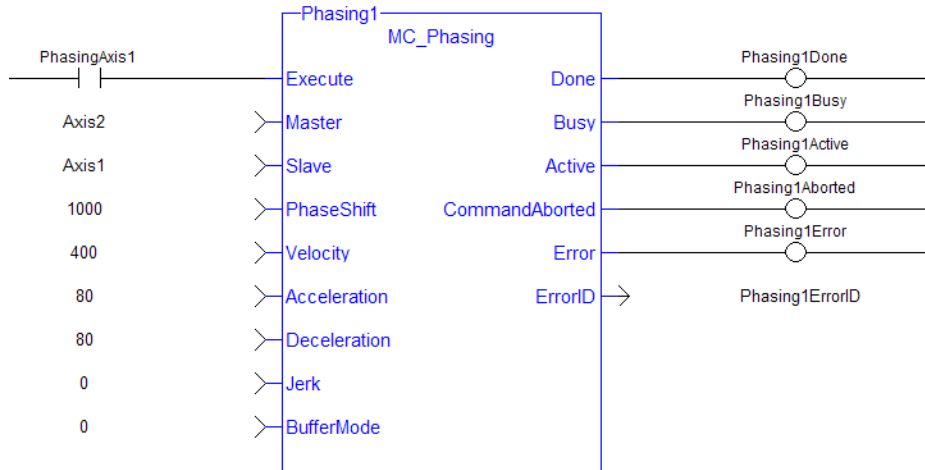 Phasing1
MC_Phasing
PhasingAxis1 Execute Done Phasing1Done
Axis2 Master Busy Phasing1Busy
Axis1 Slave Active Phasing1Active
1000 PhaseShift CommandAborted Phasing1Aborted
400 Velocity Error Phasing1Error
80 Acceleration ErrorID Phasing1ErrorID
80 Deceleration
0 Jerk
0 BufferMode